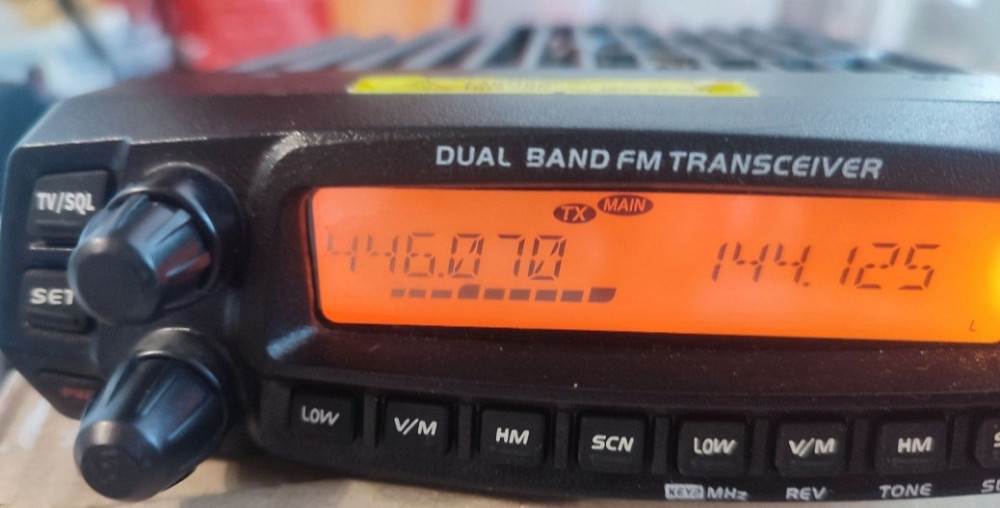 DUAL BAND FM TRANSCEIVER
TV/SQL
TX MAIN
446.070 144.125
SET
L
LOW V/M HM SCN LOW V/M HM
KEY2 MHz REV TONE